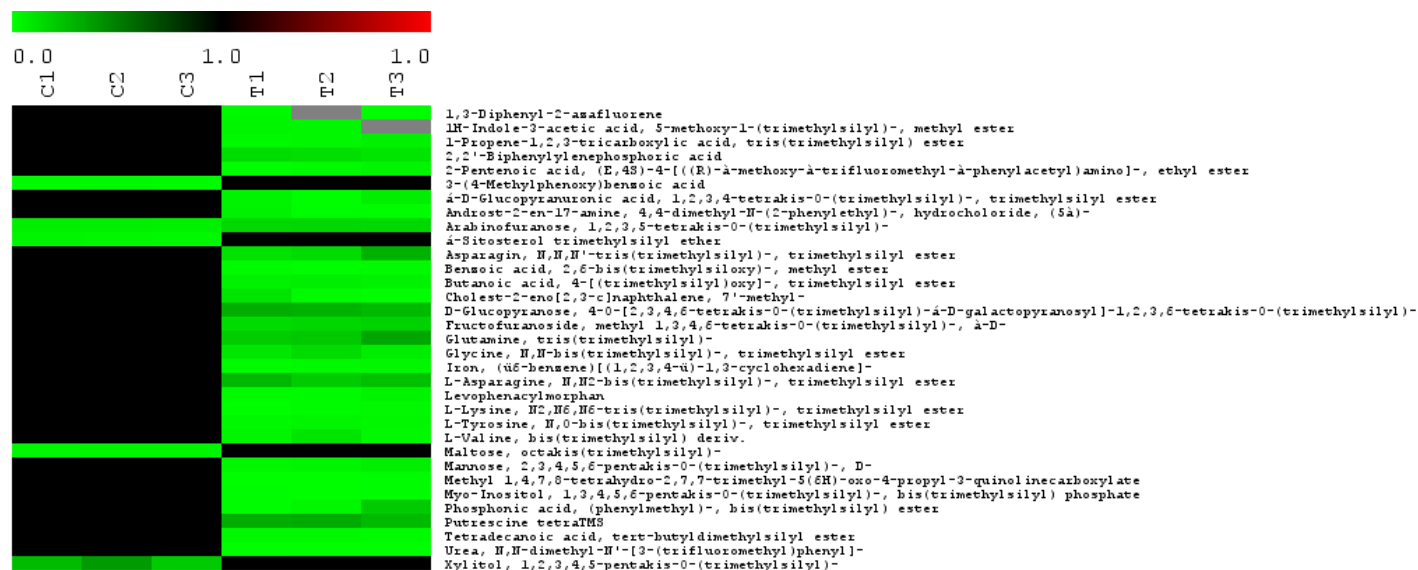 0.0 1.0 1.0
C1 C2 C3 T1 T2 T3
1,3-Diphenyl-2-azafluorene
1H-Indole-3-acetic acid, 5-methoxy-1-(trimethylsilyl)-, methyl ester
1-Propene-1,2,3-tricarboxylic acid, tris(trimethylsilyl) ester
2,2'-Biphenylylenephosphoric acid
2-Pentenoic acid, (E,4S)-4-[((R)-à-methoxy-à-trifluoromethyl-à-phenylacetyl)amino]-, ethyl ester
3-(4-Methylphenoxy)benzoic acid
á-D-Glucopyranuronic acid, 1,2,3,4-tetrakis-O-(trimethylsilyl)-, trimethylsilyl ester
Androst-2-en-17-amine, 4,4-dimethyl-N-(2-phenylethyl)-, hydrocholoride, (5à)-
Arabinofuranose, 1,2,3,5-tetrakis-O-(trimethylsilyl)-
á-Sitosterol trimethylsilyl ether
Asparagin, N,N,N'-tris(trimethylsilyl)-, trimethylsilyl ester
Benzoic acid, 2,6-bis(trimethylsiloxy)-, methyl ester
Butanoic acid, 4-[(trimethylsilyl)oxy]-, trimethylsilyl ester
Cholest-2-eno[2,3-c]naphthalene, 7'-methyl-
D-Glucopyranose, 4-O-[2,3,4,6-tetrakis-O-(trimethylsilyl)-á-D-galactopyranosyl]-1,2,3,6-tetrakis-O-(trimethylsilyl)-
Fructofuranoside, methyl 1,3,4,6-tetrakis-O-(trimethylsilyl)-, à-D-
Glutamine, tris(trimethylsilyl)-
Glycine, N,N-bis(trimethylsilyl)-, trimethylsilyl ester
Iron, (ü6-benzene)[(1,2,3,4-ü)-1,3-cyclohexadiene]-
L-Asparagine, N,N2-bis(trimethylsilyl)-, trimethylsilyl ester
Levophenacylmorphan
L-Lysine, N2,N6,N6-tris(trimethylsilyl)-, trimethylsilyl ester
L-Tyrosine, N,O-bis(trimethylsilyl)-, trimethylsilyl ester
L-Valine, bis(trimethylsilyl) deriv.
Maltose, octakis(trimethylsilyl)-
Mannose, 2,3,4,5,6-pentakis-O-(trimethylsilyl)-, D-
Methyl 1,4,7,8-tetrahydro-2,7,7-trimethyl-5(6H)-oxo-4-propyl-3-quinolinecarboxylate
Myo-Inositol, 1,3,4,5,6-pentakis-O-(trimethylsilyl)-, bis(trimethylsilyl) phosphate
Phosphonic acid, (phenylmethyl)-, bis(trimethylsilyl) ester
Putrescine tetraTMS
Tetradecanoic acid, tert-butyldimethylsilyl ester
Urea, N,N-dimethyl-N'-[3-(trifluoromethyl)phenyl]-
Xylitol, 1,2,3,4,5-pentakis-O-(trimethylsilyl)-